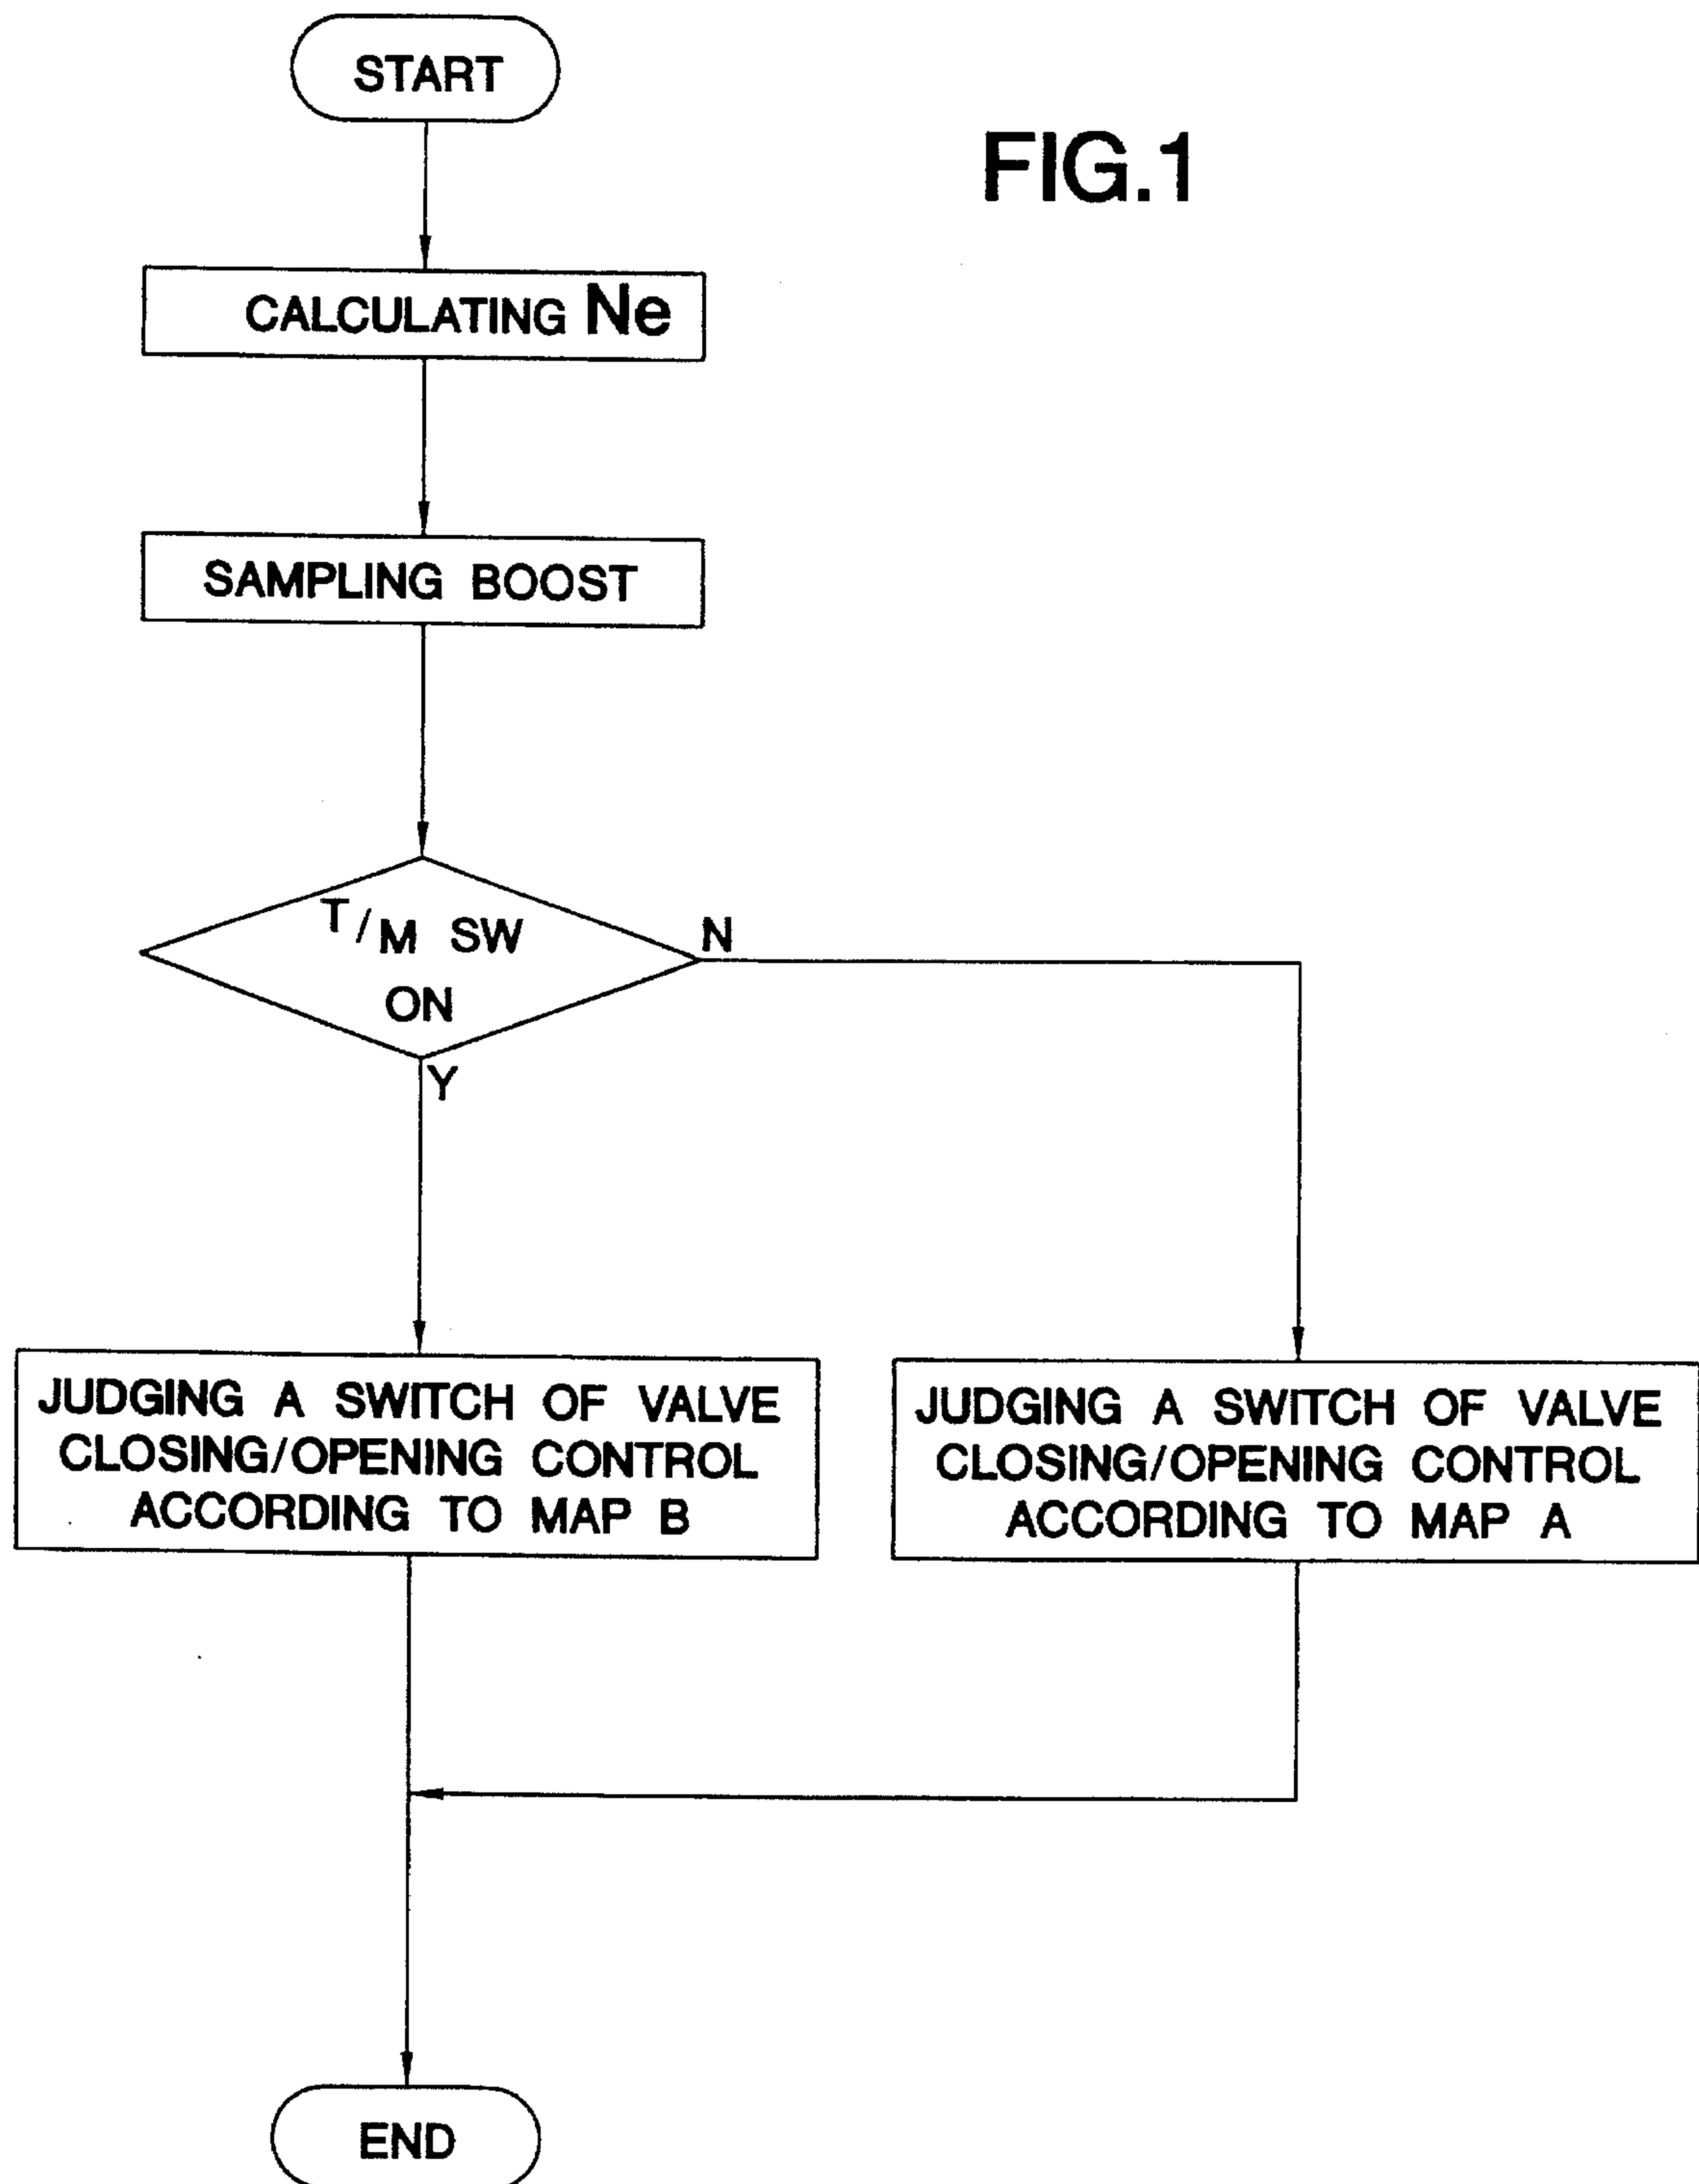 START
FIG.1
CALCULATING Ne
SAMPLING BOOST
T/M SW
ON
N
Y
JUDGING A SWITCH OF VALVE
CLOSING/OPENING CONTROL
ACCORDING TO MAP B
JUDGING A SWITCH OF VALVE
CLOSING/OPENING CONTROL
ACCORDING TO MAP A
END